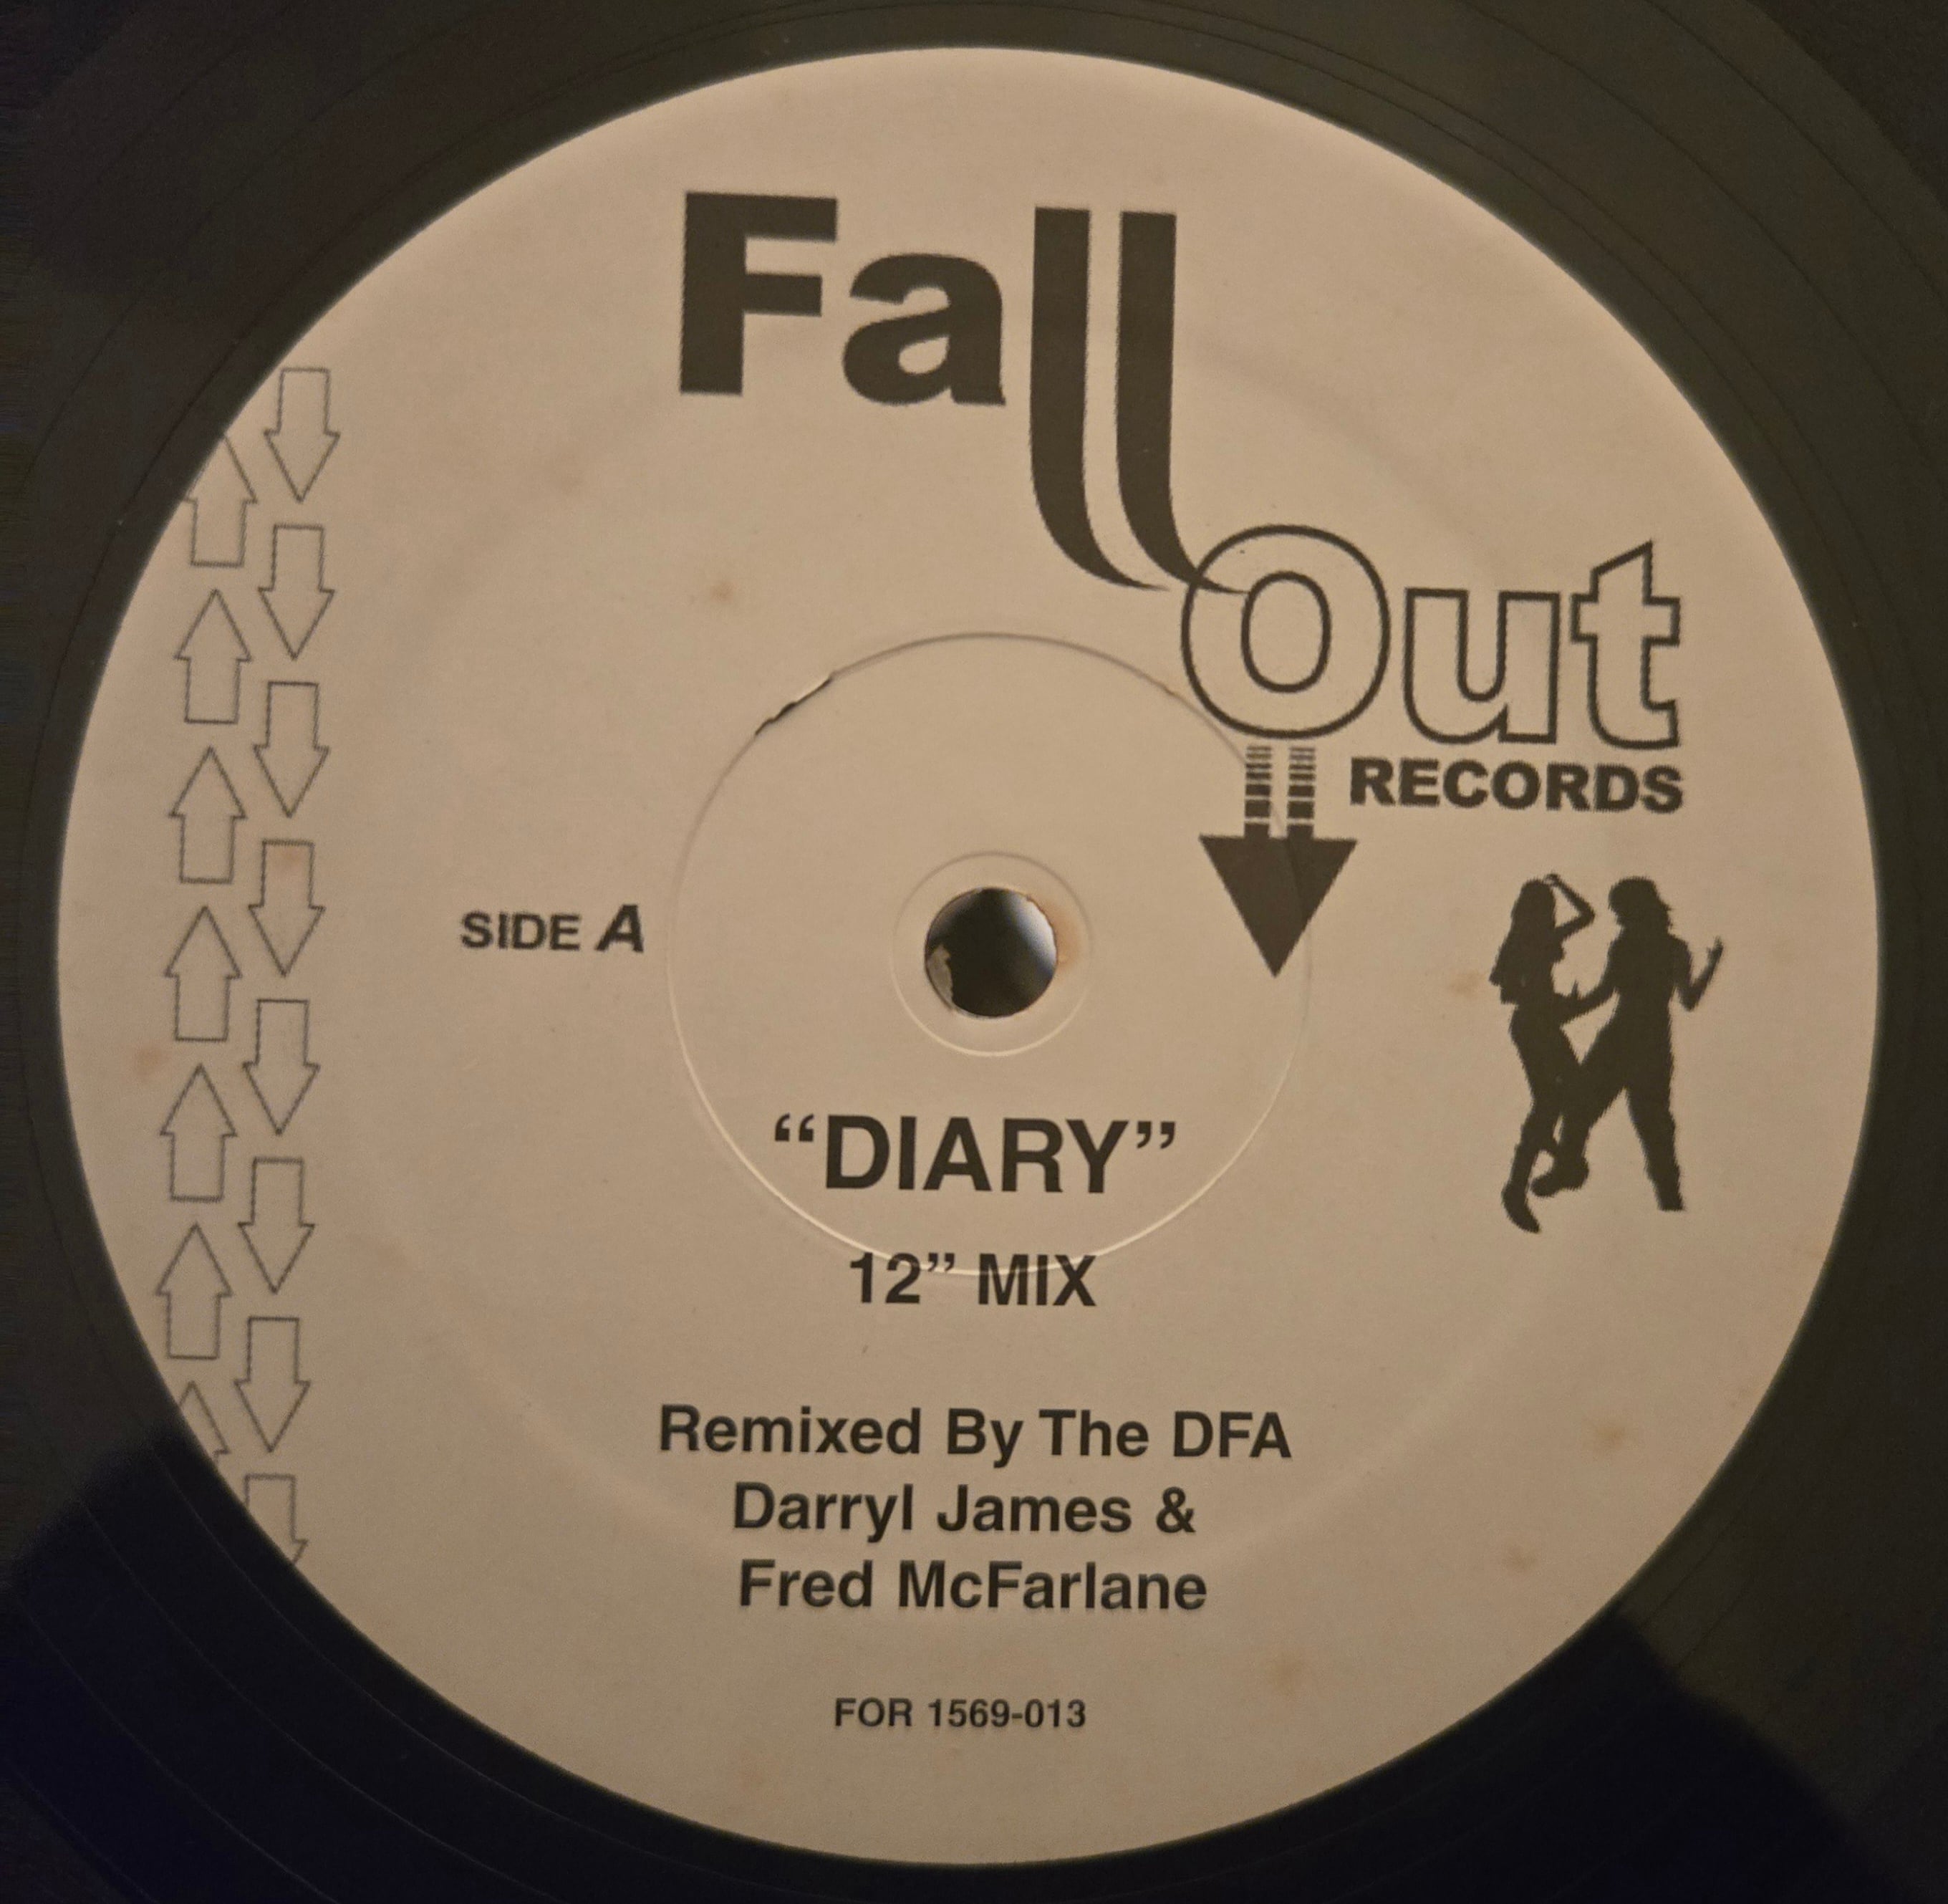 Fall
Out
RECORDS
SIDE A
“DIARY”
12” MIX
Remixed By The DFA
Darryl James &
Fred McFarlane
FOR 1569-013